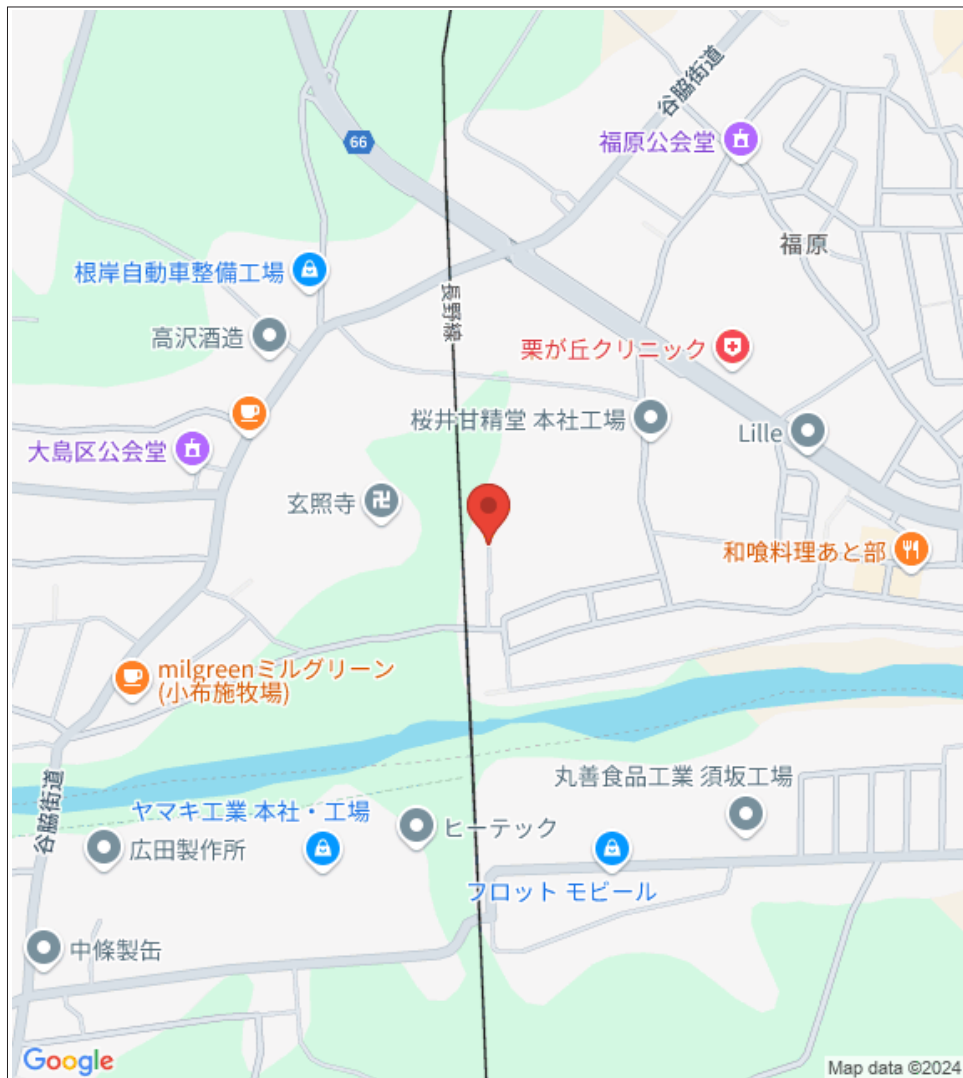 谷脇街道
66
福原公会堂
福原
根岸自動車整備工場
長野線
高沢酒造
栗が丘クリニック
桜井甘精堂 本社工場
Lille
大島区公会堂
玄照寺
和喰料理あと部
milgreenミルグリーン
(小布施牧場)
丸善食品工業 須坂工場
谷脇街道
ヤマキ工業 本社・工場
ヒーテック
広田製作所
フロット モビール
中條製缶
Google
Map data ©2024